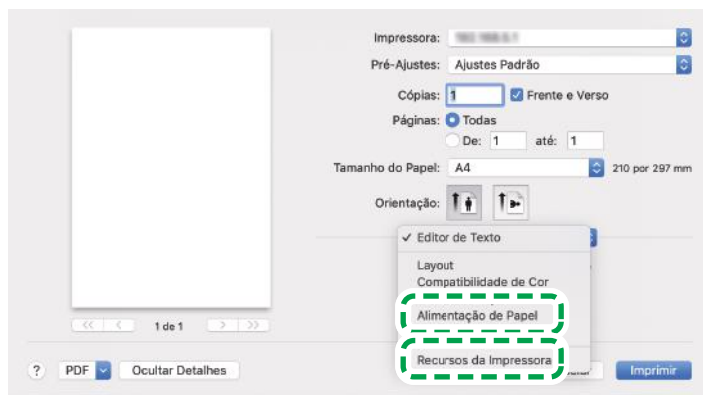 Impressora:
Pré-Ajustes: Ajustes Padrão
Cópias: 1 Frente e Verso
Páginas: Todas
De: 1 até: 1
Tamanho do Papel: A4 210 por 297 mm
Orientação:
✓ Editor de Texto
Layout
Compatibilidade de Cor
Alimentação de Papel
Recursos da Impressora
1 de 1
? PDF Ocultar Detalhes Imprimir